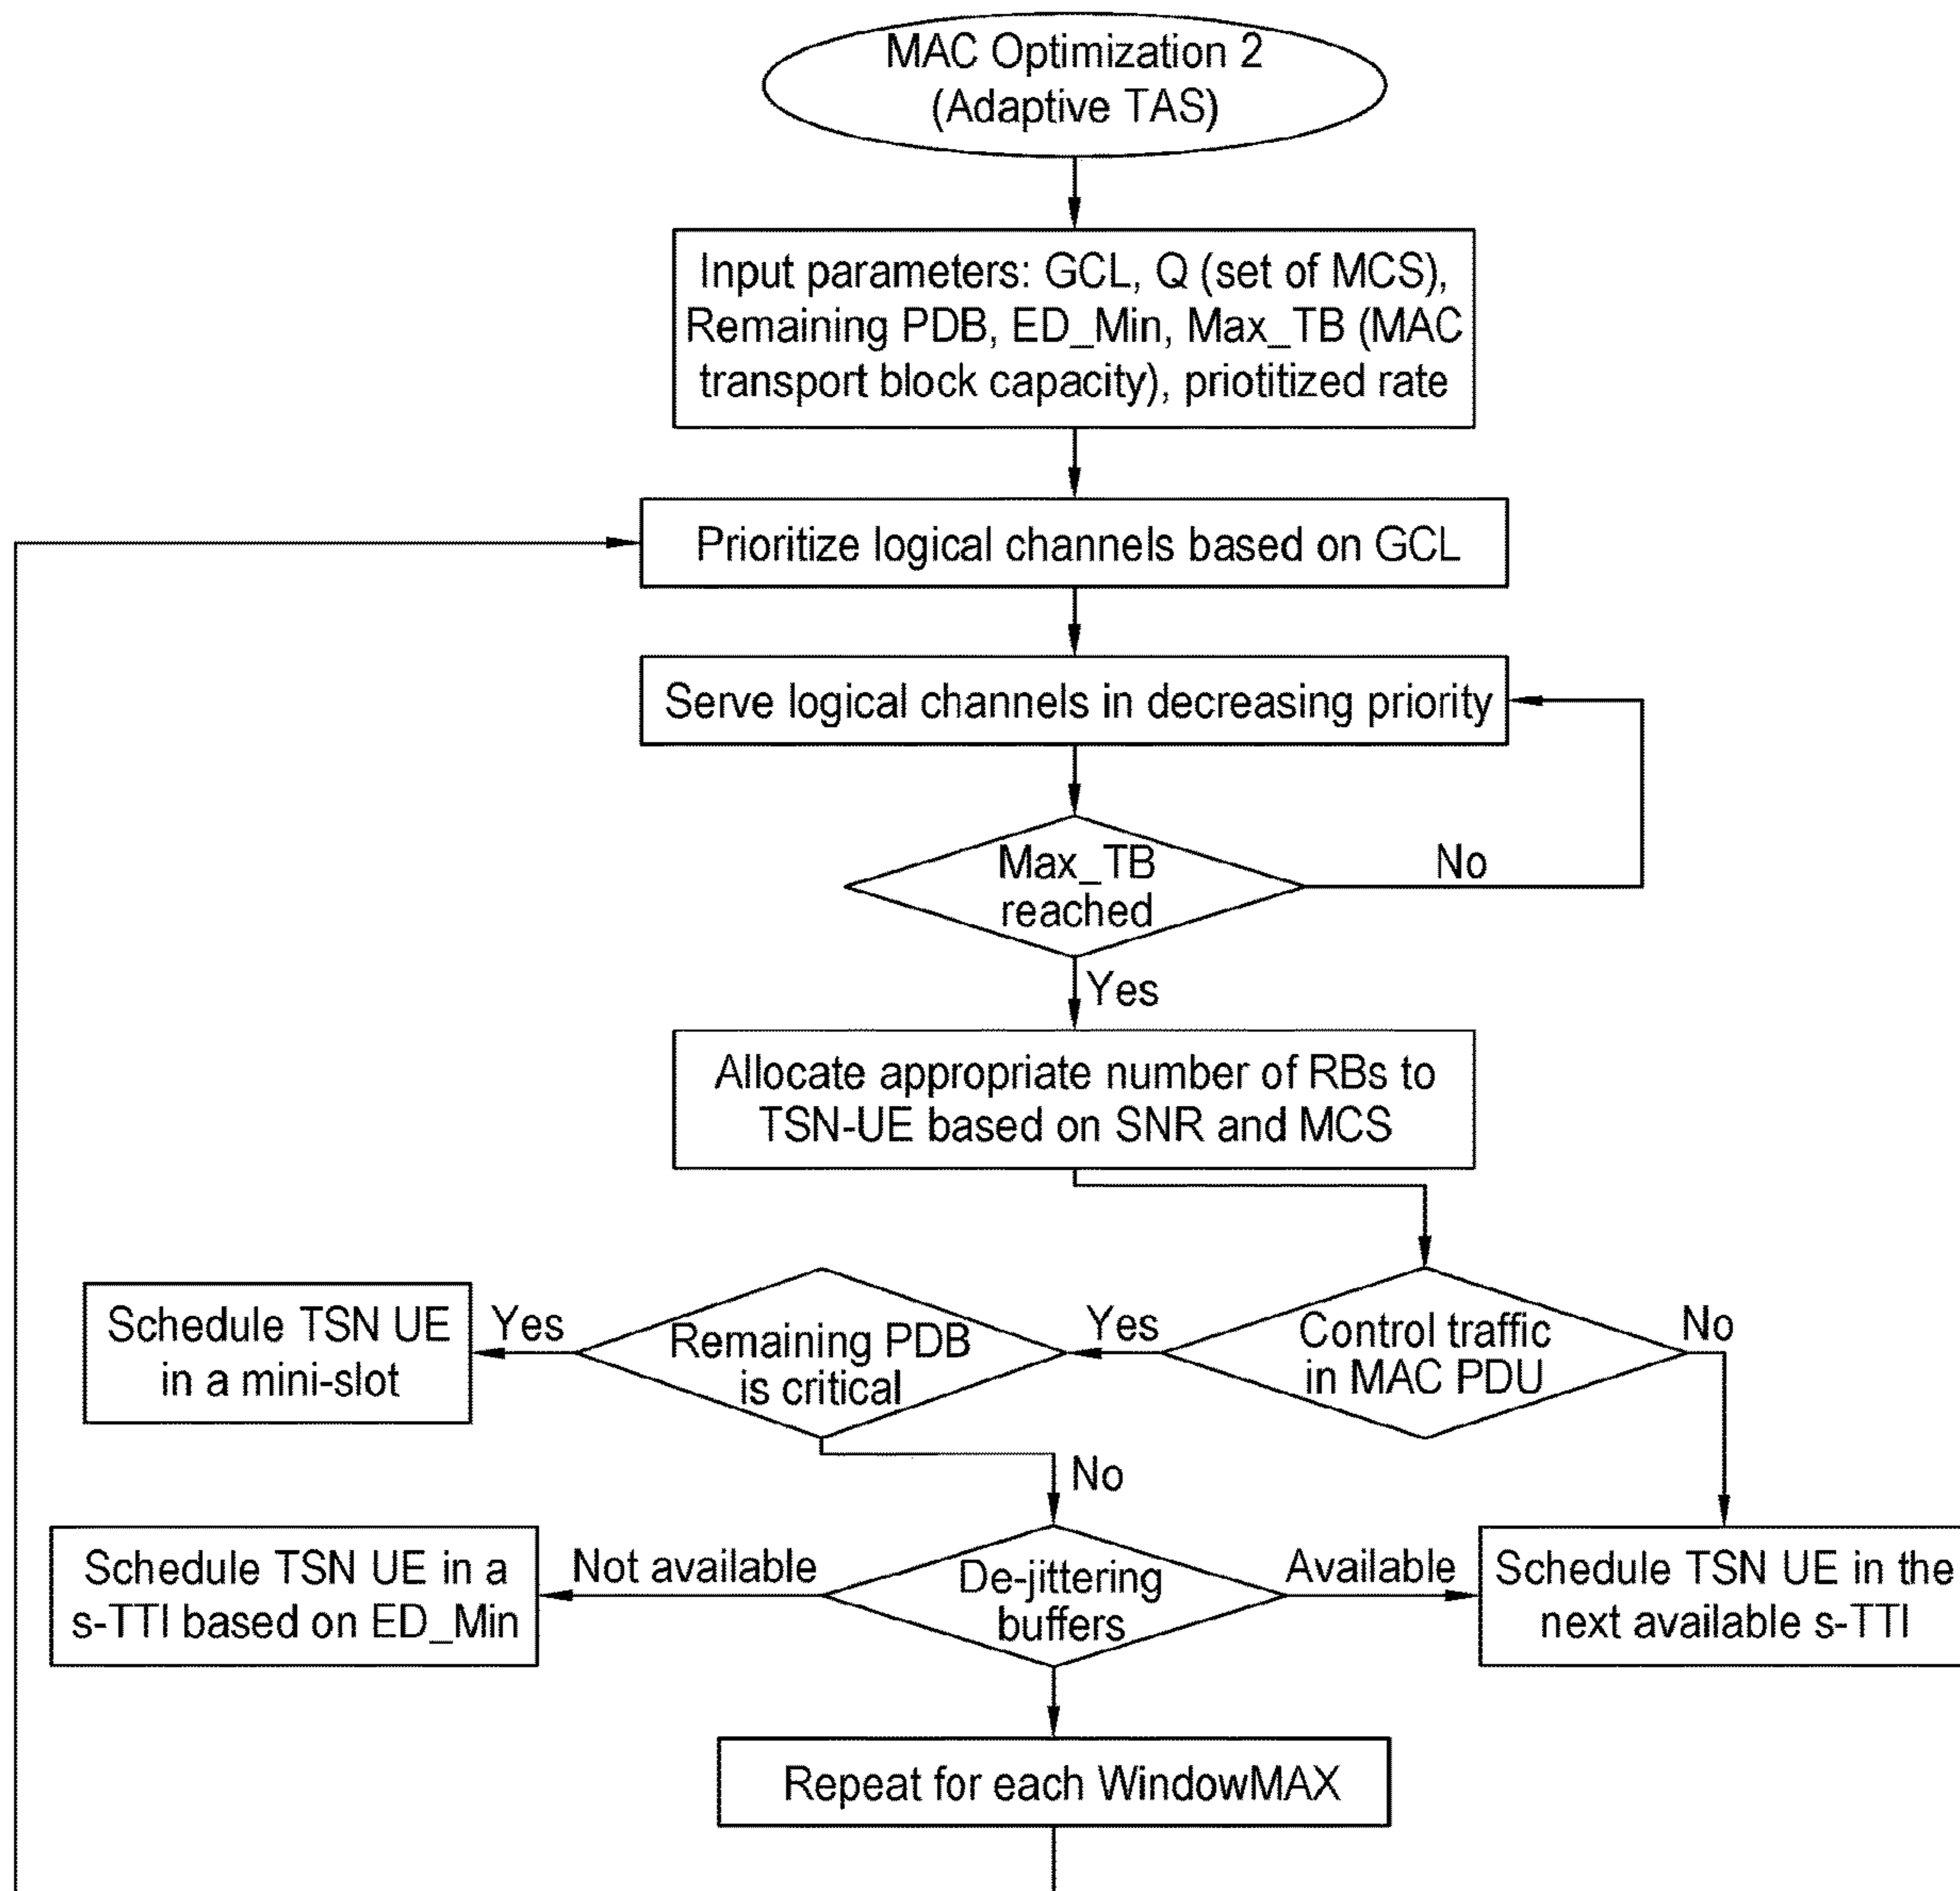 MAC Optimization 2
(Adaptive TAS)
Input parameters: GCL, Q (set of MCS),
Remaining PDB, ED_Min, Max_TB (MAC
transport block capacity), priotitized rate
Prioritize logical channels based on GCL
Serve logical channels in decreasing priority
Max_TB
reached
No
Yes
Allocate appropriate number of RBs to
TSN-UE based on SNR and MCS
Schedule TSN UE
in a mini-slot
Yes
Remaining PDB
is critical
Yes
Control traffic
in MAC PDU
No
No
Schedule TSN UE in a
s-TTI based on ED_Min
Not available
De-jittering
buffers
Available
Schedule TSN UE in the
next available s-TTI
Repeat for each WindowMAX